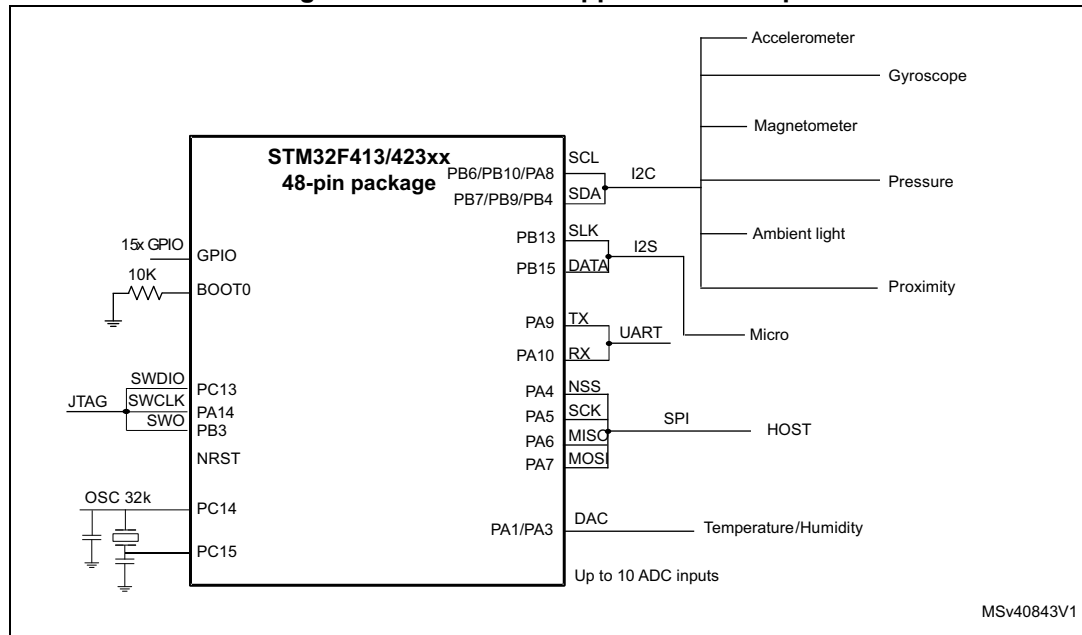 STM32F413/423xx
48-pin package
15x GPIO
GPIO
10K
BOOT0
JTAG
SWDIO
PC13
SWCLK
PA14
SWO
PB3
NRST
OSC 32k
PC14
PC15
PB6/PB10/PA8
SCL
PB7/PB9/PB4
SDA
I2C
Accelerometer
Gyroscope
Magnetometer
Pressure
Ambient light
Proximity
PB13
SLK
PB15
DATA
I2S
Micro
PA9
TX
PA10
RX
UART
PA4
NSS
PA5
SCK
PA6
MISO
PA7
MOSI
SPI
HOST
PA1/PA3
DAC
Temperature/Humidity
Up to 10 ADC inputs
MSv40843V1